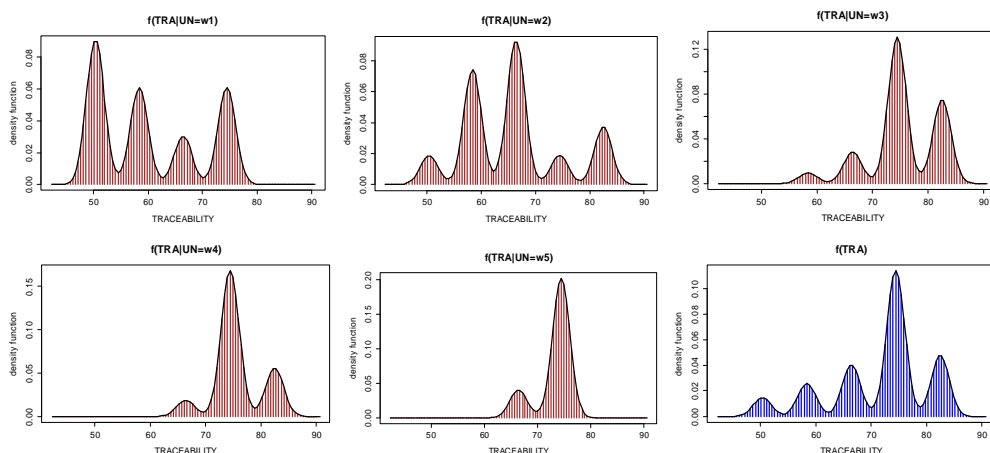 f(TRA|UN=w1)
density function
0.00 0.02 0.04 0.06 0.08
50 60 70 80 90
TRACEABILITY
f(TRA|UN=w2)
density function
0.00 0.02 0.04 0.06 0.08
50 60 70 80 90
TRACEABILITY
f(TRA|UN=w3)
density function
0.00 0.04 0.08 0.12
50 60 70 80 90
TRACEABILITY
f(TRA|UN=w4)
density function
0.00 0.05 0.10 0.15
50 60 70 80 90
TRACEABILITY
f(TRA|UN=w5)
density function
0.00 0.05 0.10 0.15 0.20
50 60 70 80 90
TRACEABILITY
f(TRA)
density function
0.00 0.02 0.04 0.06 0.08 0.10
50 60 70 80 90
TRACEABILITY